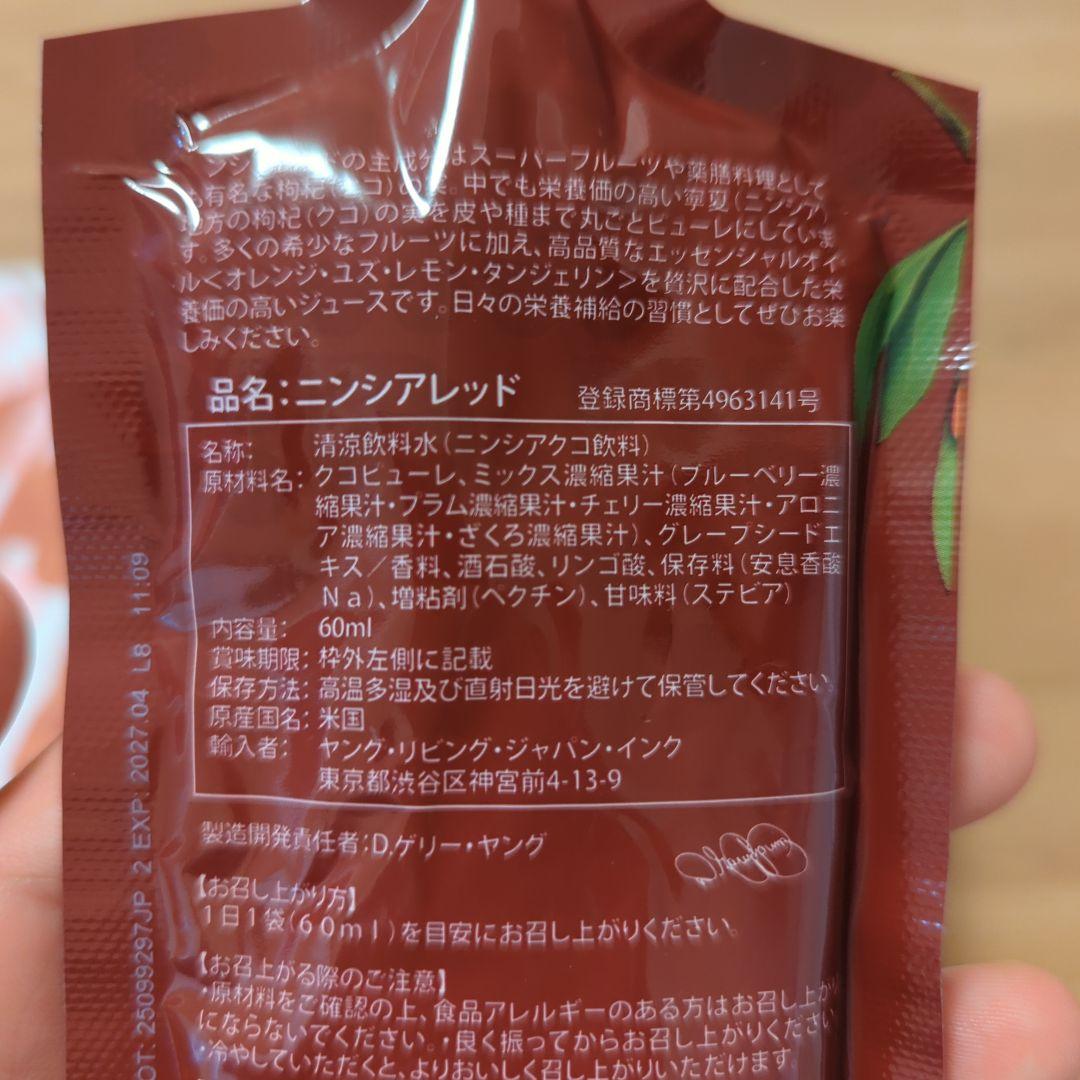 の主成分はスーパーフルーツや薬膳料理として
も有名な枸杞(クコ)の実。中でも栄養価の高い寧夏(ニンシア)
地方の枸杞(クコ)の実を皮や種まで丸ごとピューレにしていま
す。多くの希少なフルーツに加え、高品質なエッセンシャルオイ
ル<オレンジ・ユズ・レモン・タンジェリン>を贅沢に配合した栄
養価の高いジュースです。日々の栄養補給の習慣としてぜひお楽
しみください。
品名:ニンシアレッド 登録商標第4963141号
名称: 清涼飲料水(ニンシアクコ飲料)
原材料名: クコピューレ、ミックス濃縮果汁(ブルーベリー濃
縮果汁・プラム濃縮果汁・チェリー濃縮果汁・アロニ
ア濃縮果汁・ざくろ濃縮果汁)、グレープシードエ
キス/香料、酒石酸、リンゴ酸、保存料(安息香酸
Na)、増粘剤(ペクチン)、甘味料(ステビア)
内容量: 60ml
賞味期限: 枠外左側に記載
保存方法: 高温多湿及び直射日光を避けて保管してください。
原産国名: 米国
輸入者: ヤング・リビング・ジャパン・インク
東京都渋谷区神宮前4-13-9
製造開発責任者:D.ゲリー・ヤング
【お召し上がり方】
1日1袋(60ml)を目安にお召し上がりください。
【お召上がる際のご注意】
・原材料をご確認の上、食品アレルギーのある方はお召し上がり
にならないでください。・良く振ってからお召し上がりください
・冷やしていただくと、よりおいしく召し上がりいただけます
OT: 25099297JP 2 EXP 2027.04 L8 11:09